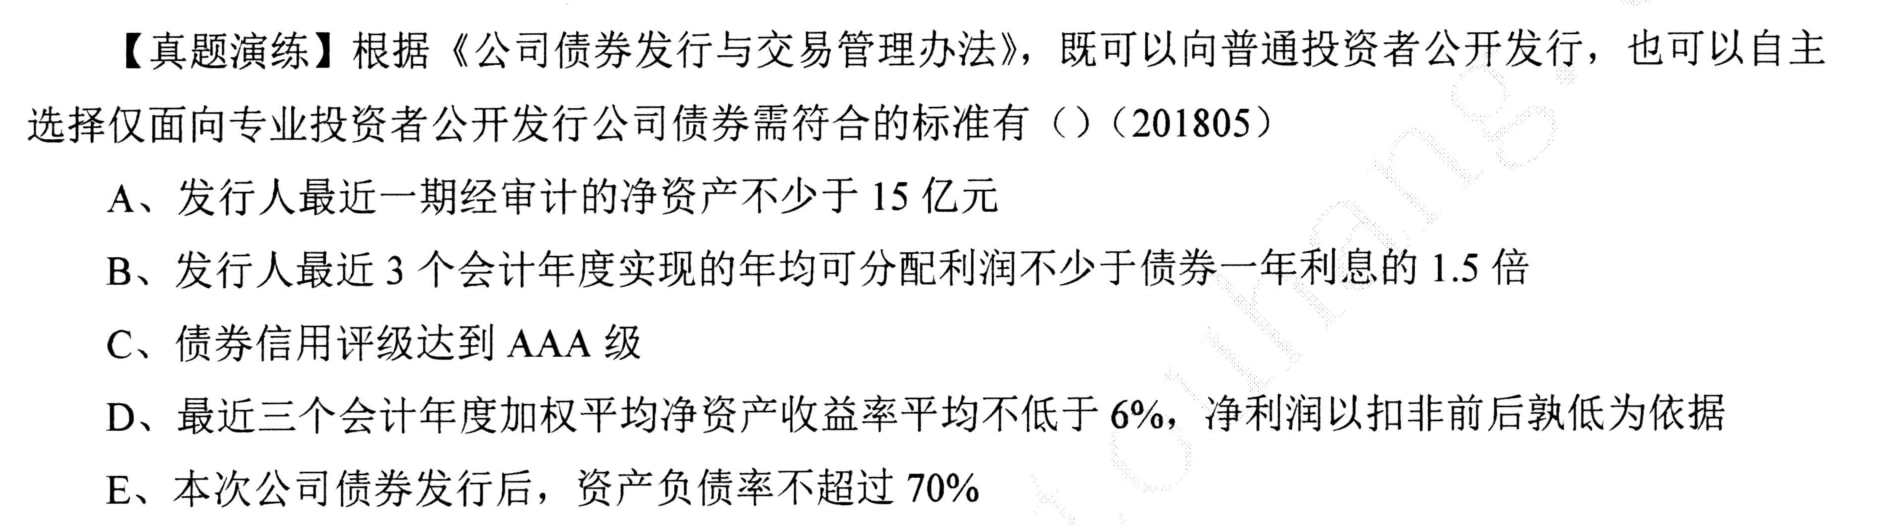 【真题演练】根据《公司债券发行与交易管理办法》，既可以向普通投资者公开发行，也可以自主
选择仅面向专业投资者公开发行公司债券需符合的标准有（）（201805）
A、发行人最近一期经审计的净资产不少于 15 亿元
B、发行人最近 3 个会计年度实现的年均可分配利润不少于债券一年利息的 1.5 倍
C、债券信用评级达到 AAA 级
D、最近三个会计年度加权平均净资产收益率平均不低于 6%，净利润以扣非前后孰低为依据
E、本次公司债券发行后，资产负债率不超过 70%